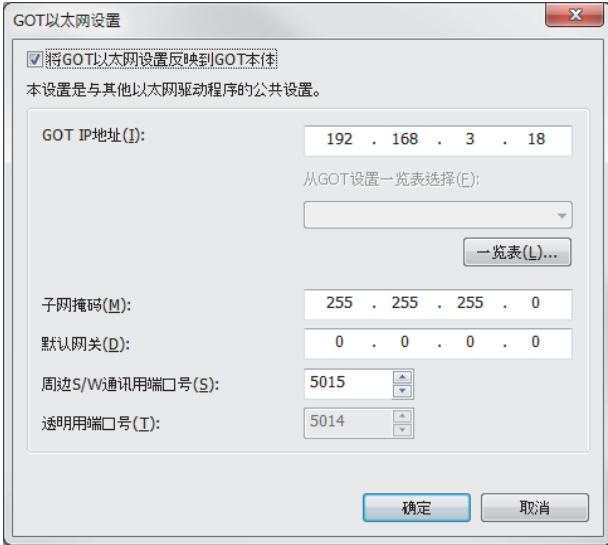 GOT以太网设置
将GOT以太网设置反映到GOT本体
本设置是与其他以太网驱动程序的公共设置。
GOT IP地址(I): 192 . 168 . 3 . 18
从GOT设置一览表选择(E):
一览表(L)...
子网掩码(M): 255 . 255 . 255 . 0
默认网关(D): 0 . 0 . 0 . 0
周边S/W通讯用端口号(S): 5015
透明用端口号(T): 5014
确定 取消